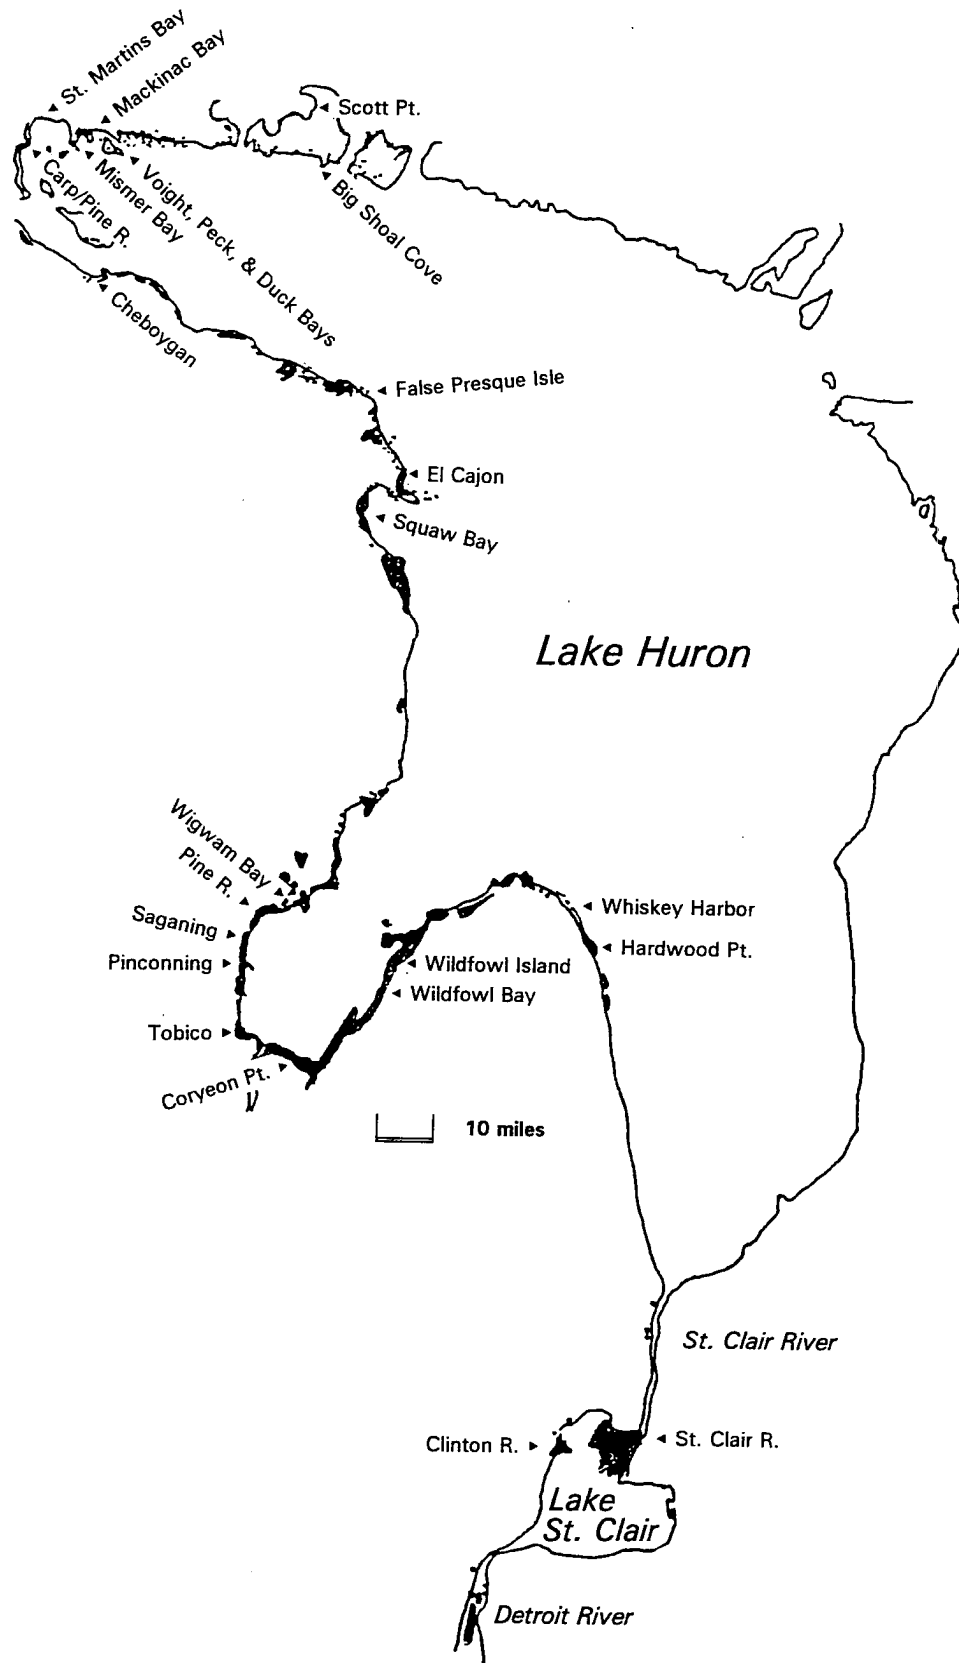 St. Martins Bay
Mackinac Bay
Scott Pt.
Carp/Pine R.
Mismer Bay
Voight, Peck, & Duck Bays
Big Shoal Cove
Cheboygan
False Presque Isle
El Cajon
Squaw Bay
Lake Huron
Wigwam Bay
Pine R.
Saganing
Pinconning
Tobico
Coryeon Pt.
Whiskey Harbor
Hardwood Pt.
Wildfowl Island
Wildfowl Bay
10 miles
St. Clair River
Clinton R.
St. Clair R.
Lake
St. Clair
Detroit River